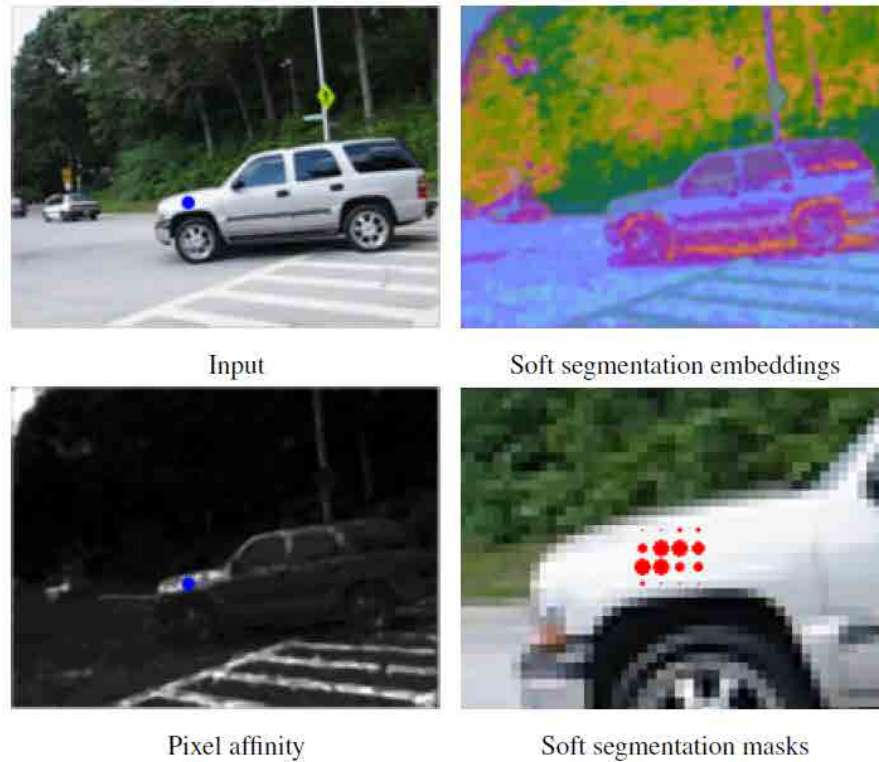 Input
Soft segmentation embeddings
Pixel affinity
Soft segmentation masks